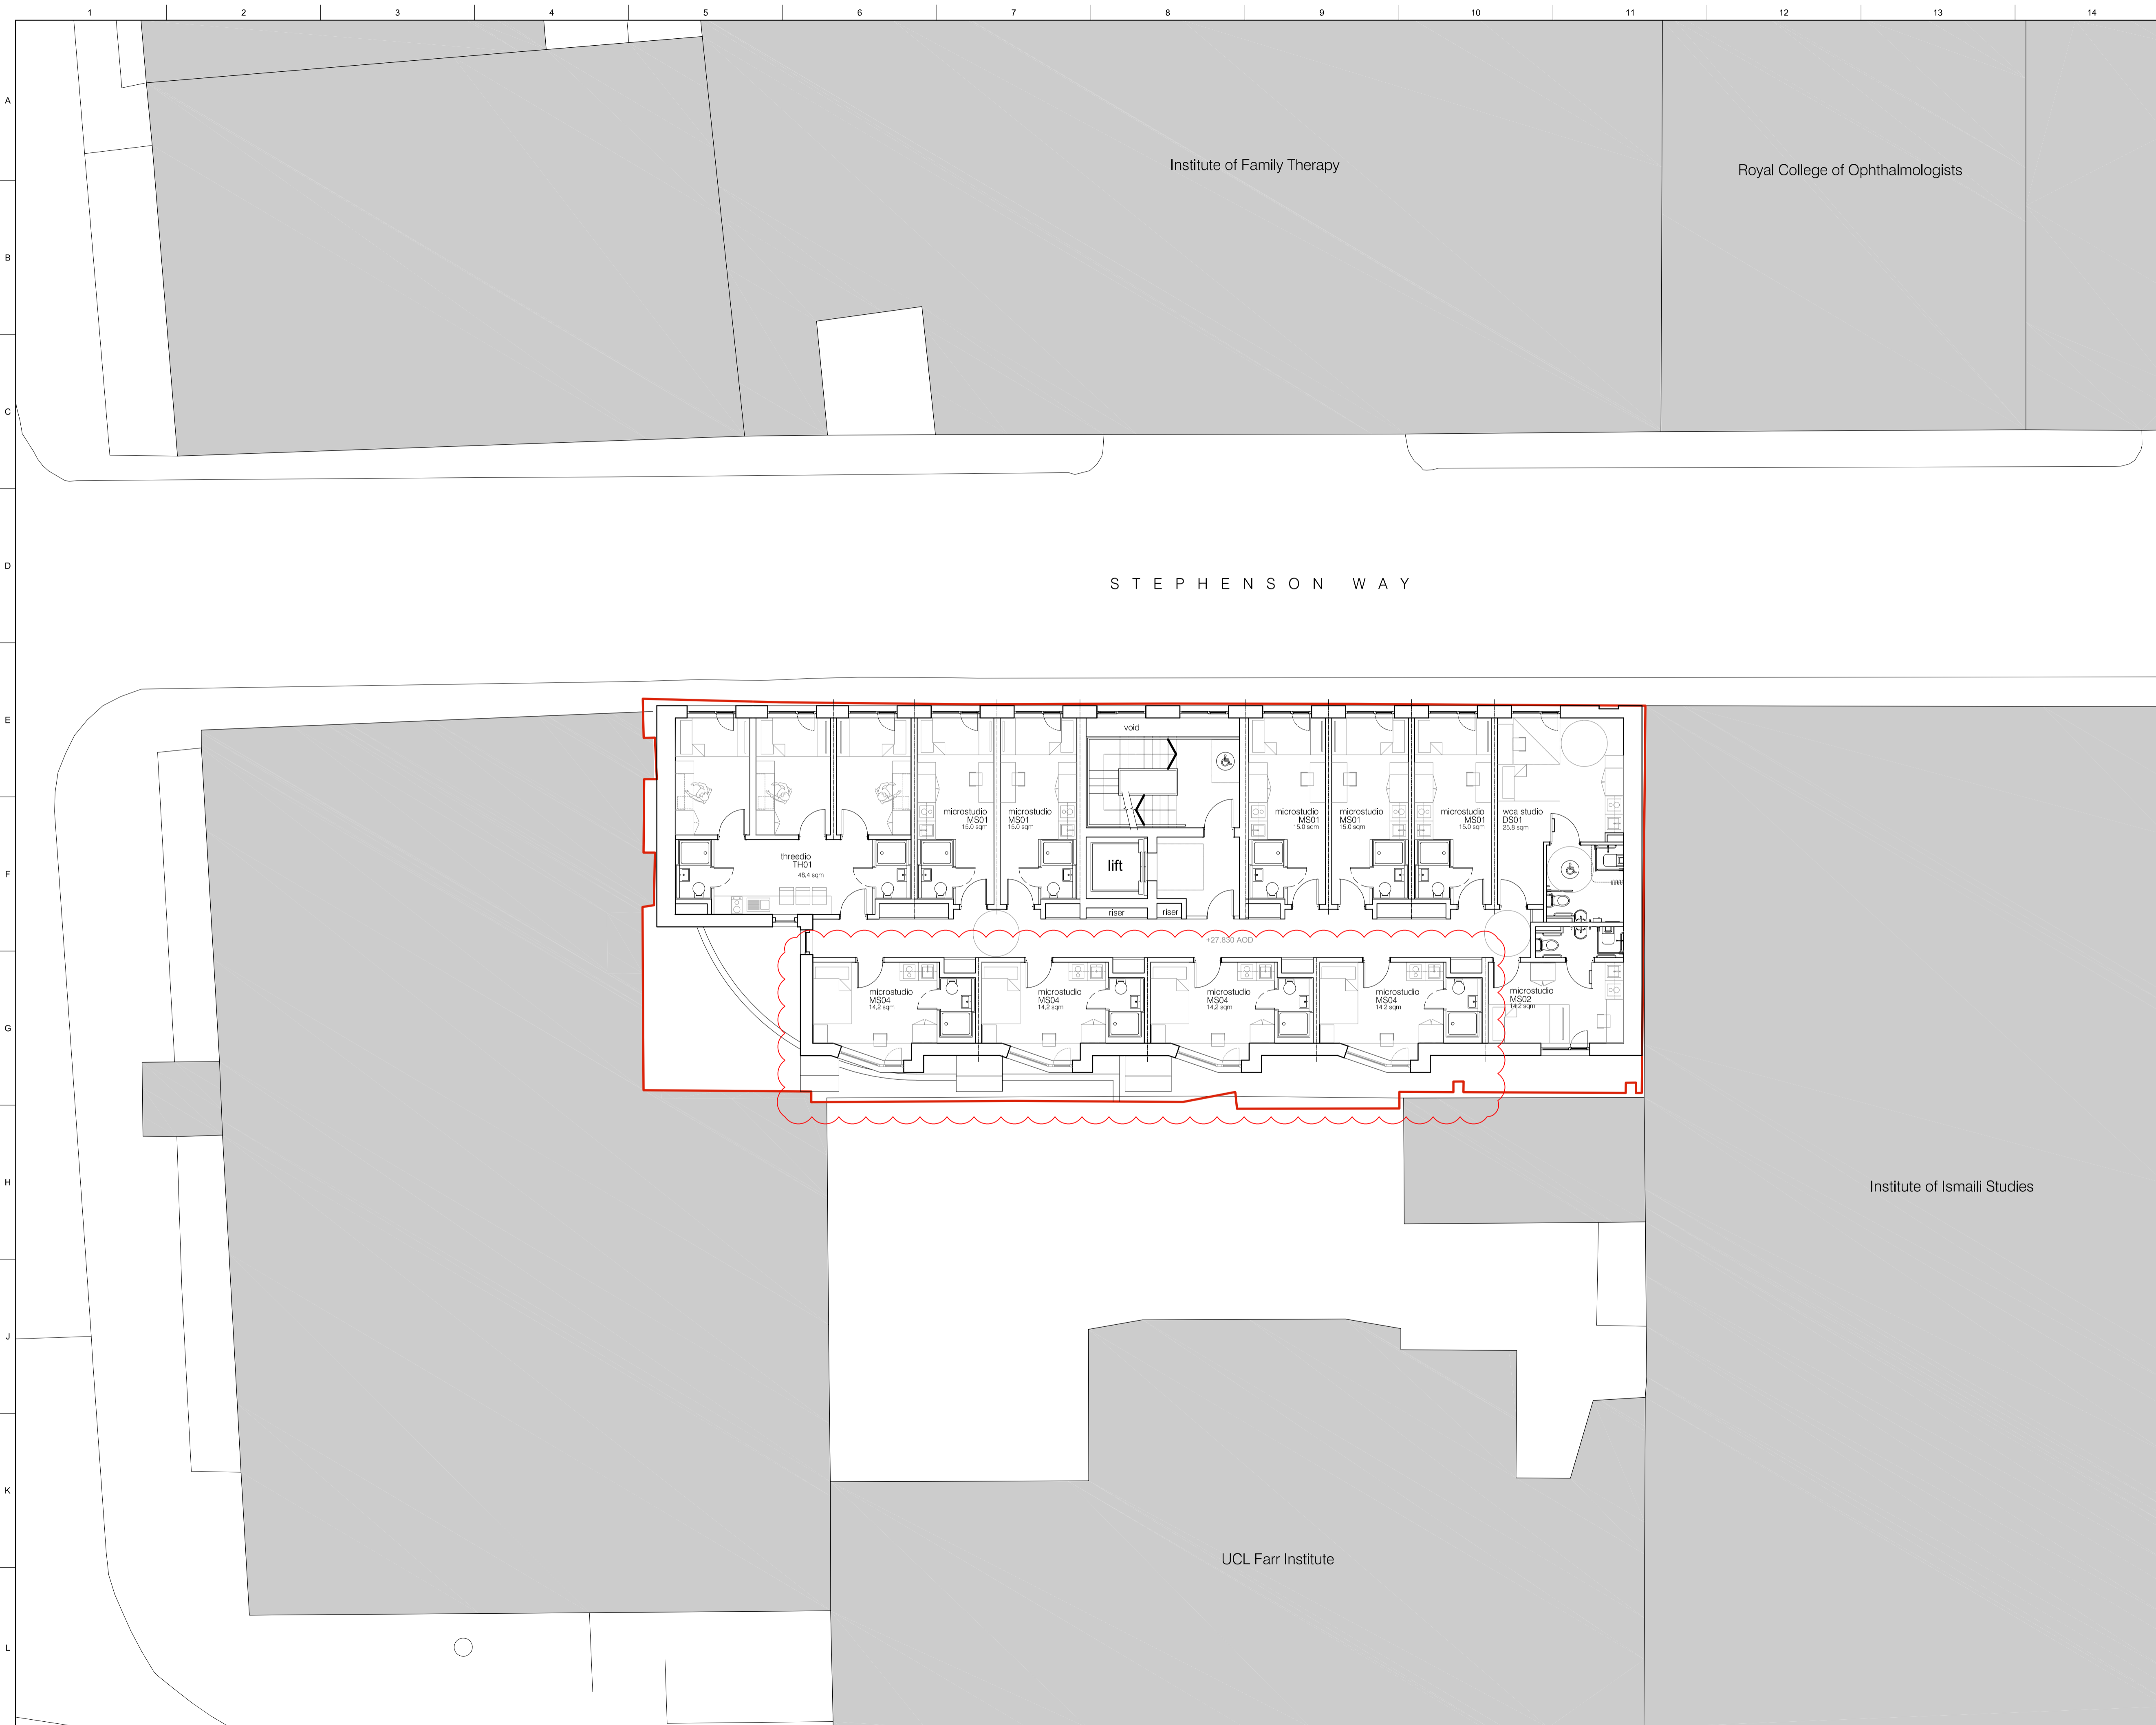 1 2 3 4 5 6 7 8 9 10 11 12 13 14
A
Institute of Family Therapy
Royal College of Ophthalmologists
B
C
D
STEPHENSON WAY
E
void
microstudio
MS01
15.0 sqm
microstudio
MS01
15.0 sqm
microstudio
MS01
15.0 sqm
microstudio
MS01
15.0 sqm
microstudio
MS01
15.0 sqm
wca studio
DS01
25.8 sqm
threedio
TH01
48.4 sqm
lift
F
riser
riser
+27.830 AOD
microstudio
MS04
14.2 sqm
microstudio
MS04
14.2 sqm
microstudio
MS04
14.2 sqm
microstudio
MS04
14.2 sqm
microstudio
MS02
14.2 sqm
G
H
Institute of Ismaili Studies
J
K
UCL Farr Institute
L